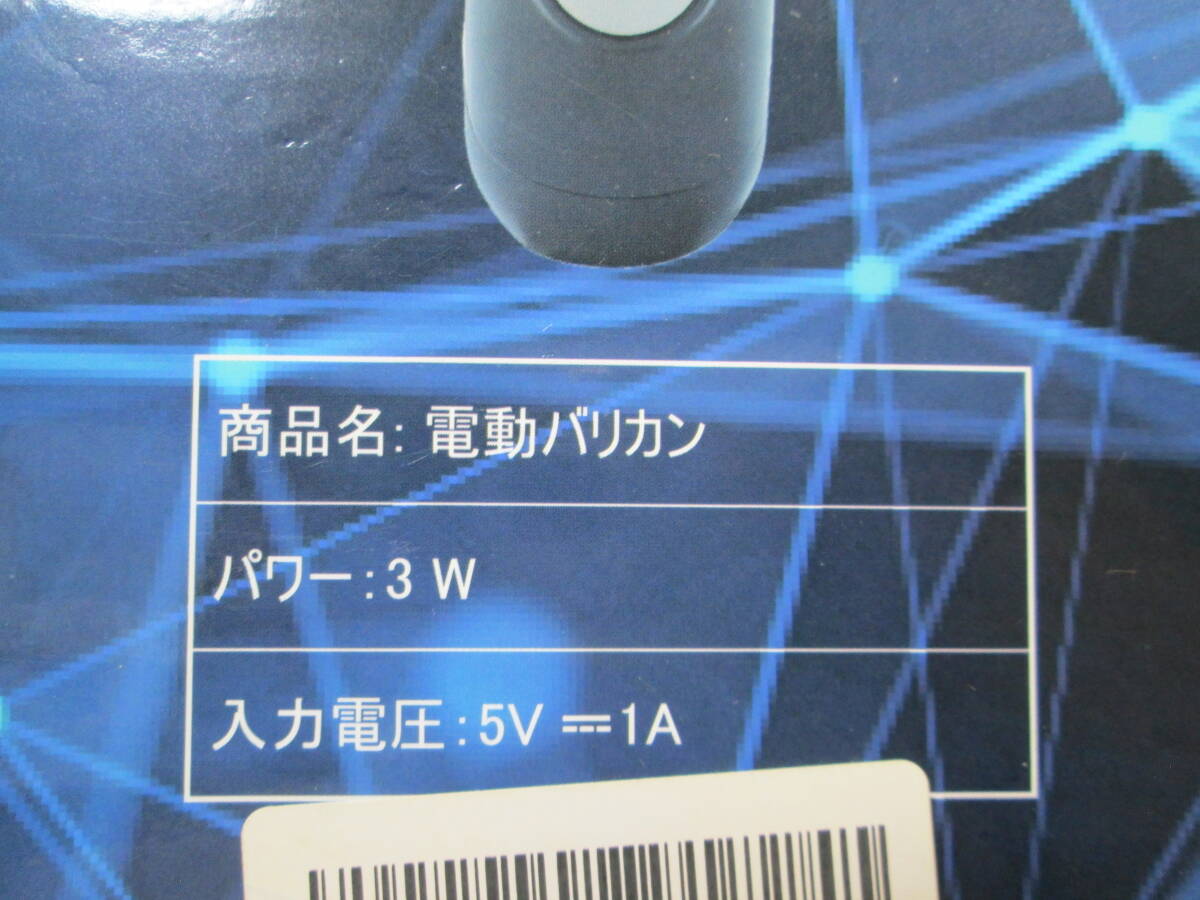 商品名: 電動バリカン
パワー:3 W
入力電圧:5V ⎓1A